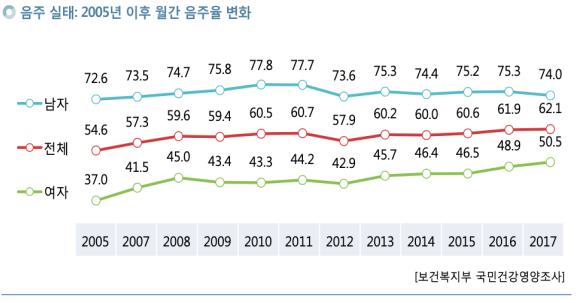 음주 실태: 2005년 이후 월간 음주율 변화
남자 72.6 73.5 74.7 75.8 77.8 77.7 73.6 75.3 74.4 75.2 75.3 74.0
전체 54.6 57.3 59.6 59.4 60.5 60.7 57.9 60.2 60.0 60.6 61.9 62.1
여자 37.0 41.5 45.0 43.4 43.3 44.2 42.9 45.7 46.4 46.5 48.9 50.5
2005 2007 2008 2009 2010 2011 2012 2013 2014 2015 2016 2017
[보건복지부 국민건강영양조사]